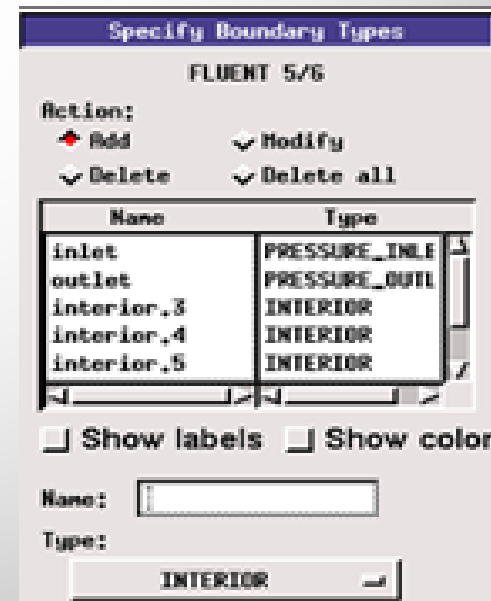 Specify Boundary Types
FLUENT 5/6
Action:
Add Modify
Delete Delete all
Name Type
inlet PRESSURE_INLE
outlet PRESSURE_OUTL
interior.3 INTERIOR
interior.4 INTERIOR
interior.5 INTERIOR
Show labels Show color
Name:
Type:
INTERIOR